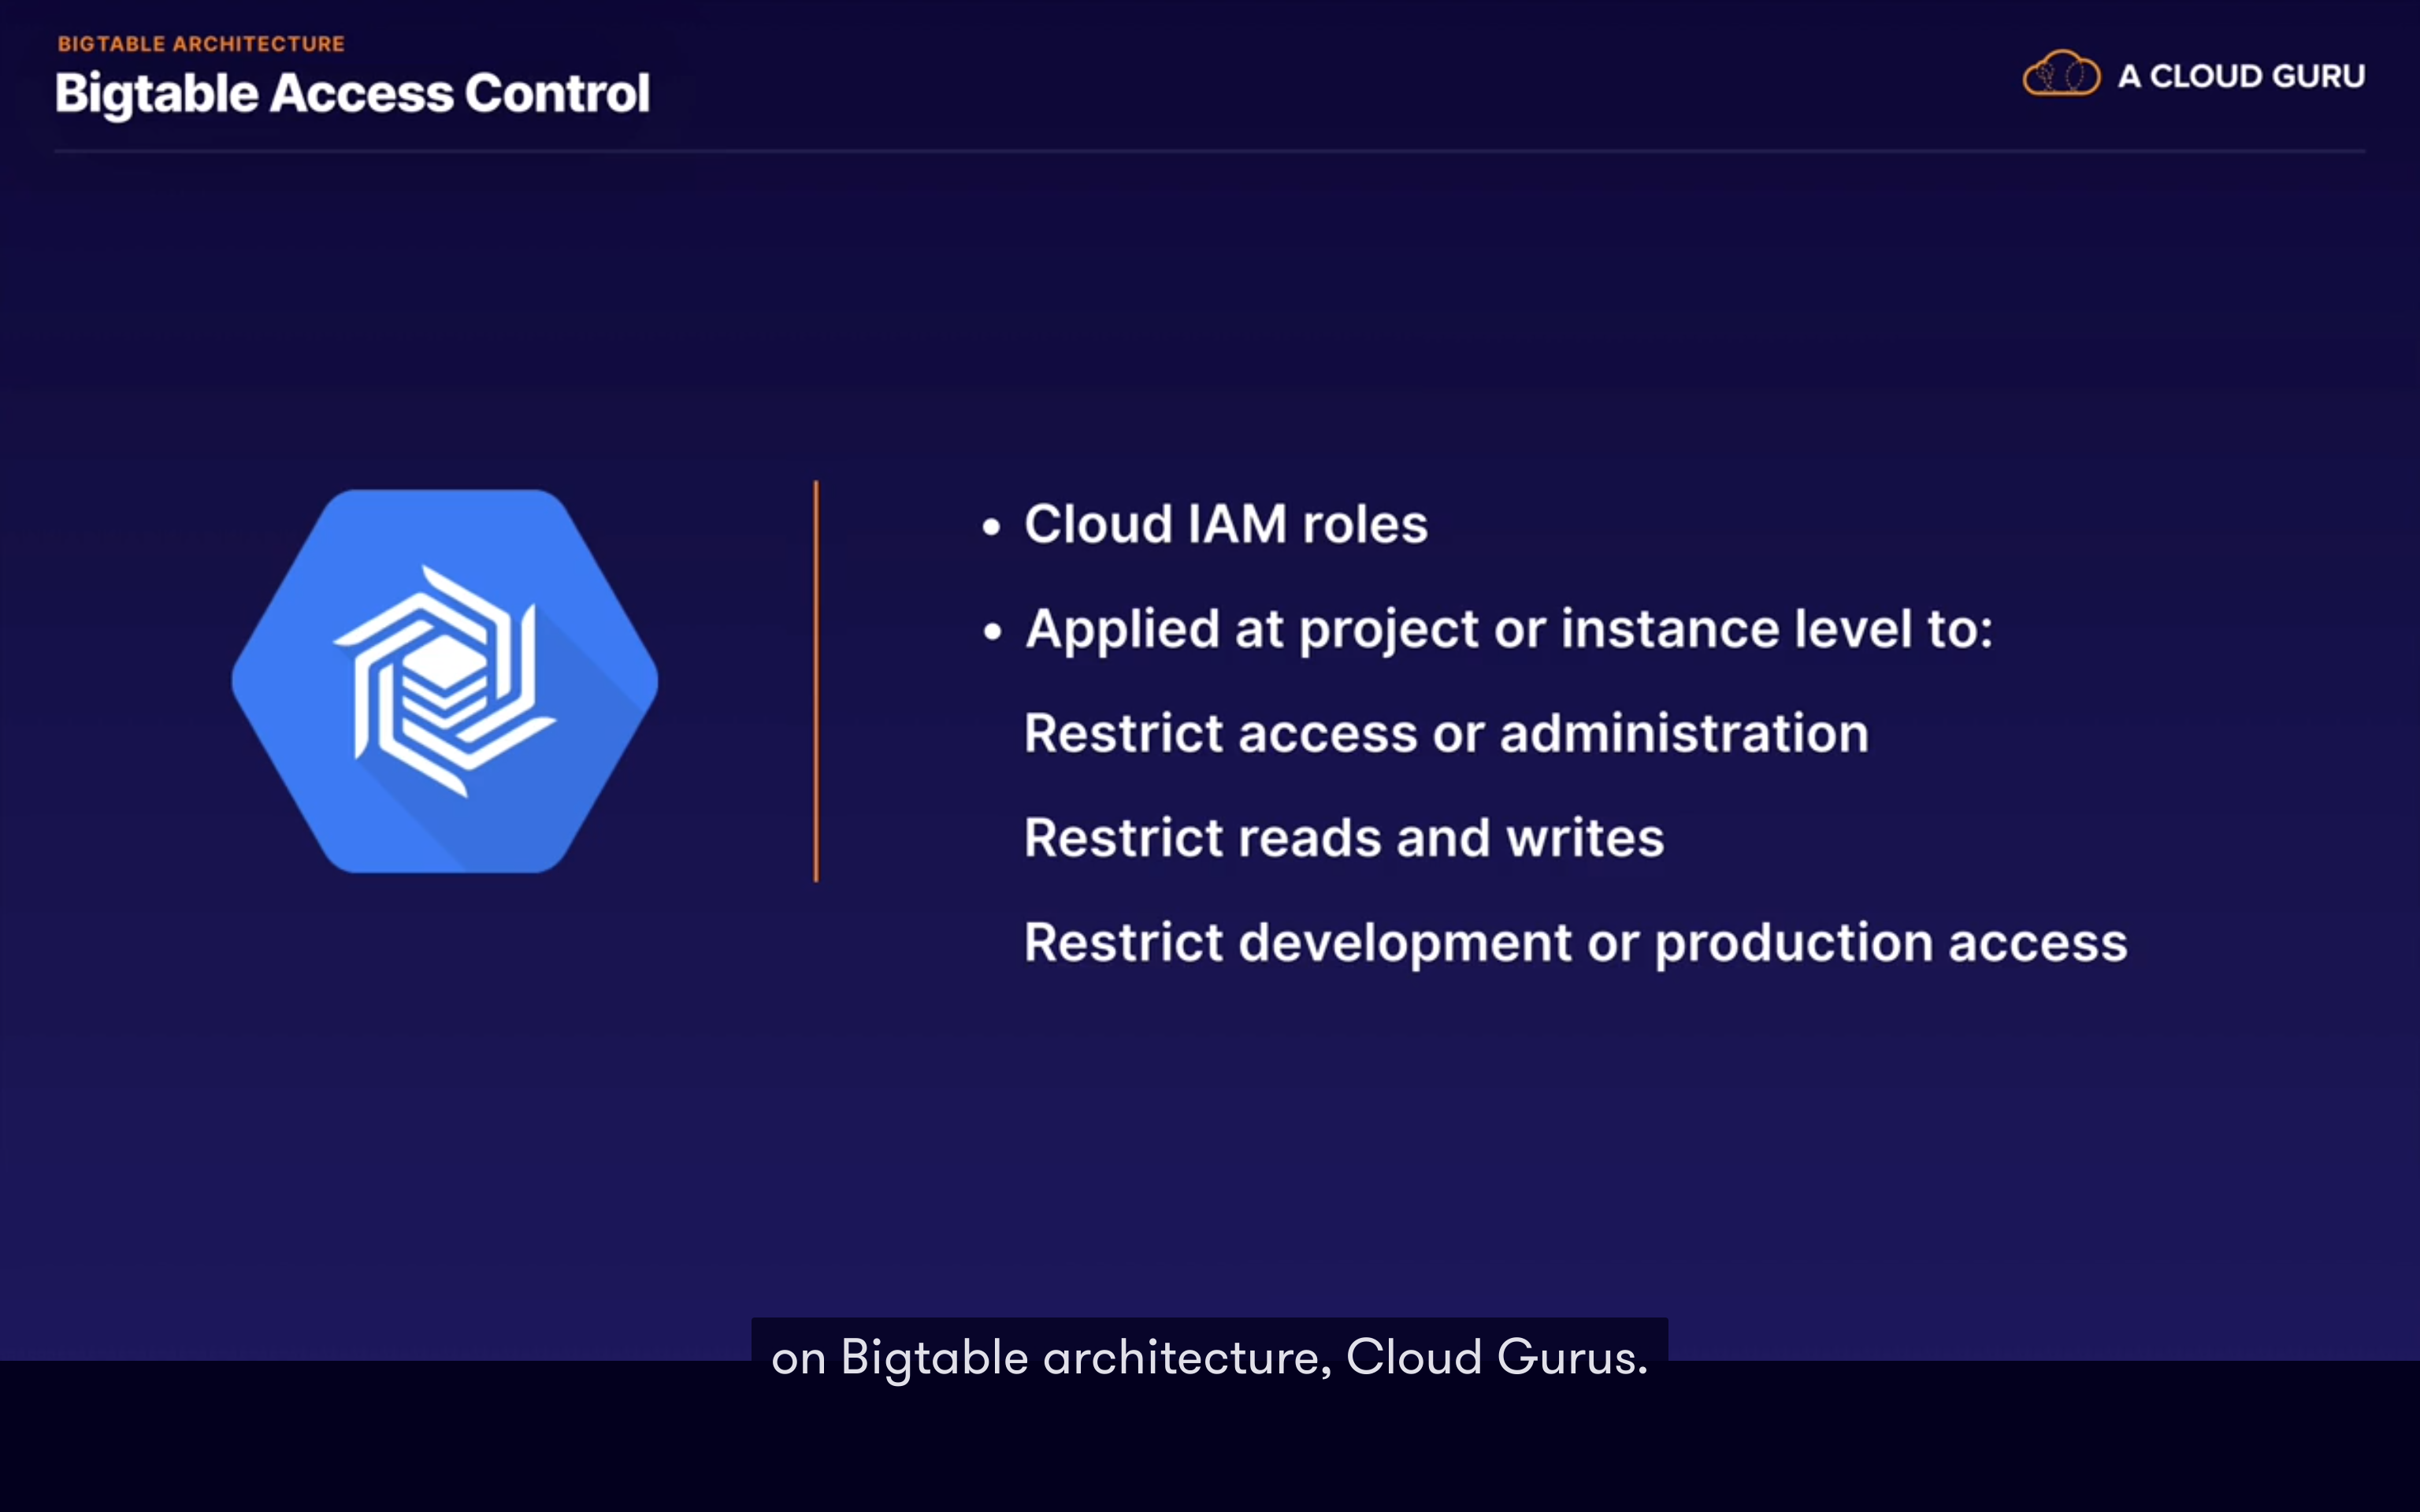 BIGTABLE ARCHITECTURE
Bigtable Access Control
A CLOUD GURU
• Cloud IAM roles
• Applied at project or instance level to:
Restrict access or administration
Restrict reads and writes
Restrict development or production access
on Bigtable architecture, Cloud Gurus.